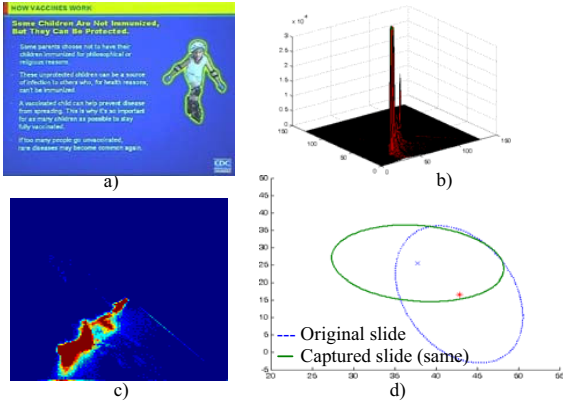 HOW VACCINES WORK
Some Children Are Not Immunized,
But They Can Be Protected.
Some parents choose not to have their
children immunized for philosophical or
religious reasons.
These unprotected children can be a source
of infection to others who, for health reasons,
can't be immunized.
A vaccinated child can help prevent disease
from spreading. This is why it's so important
for as many children as possible to stay
fully vaccinated.
If too many people go unvaccinated,
rare diseases may become common again.
CDC
a)
x 10^4
3.5
3
2.5
2
1.5
1
0.5
0
150
100
50
0
0
50
100
150
b)
c)
50
45
40
35
30
25
20
15
10
5
0
-5
20
25
30
35
40
45
50
55
Original slide
Captured slide (same)
d)